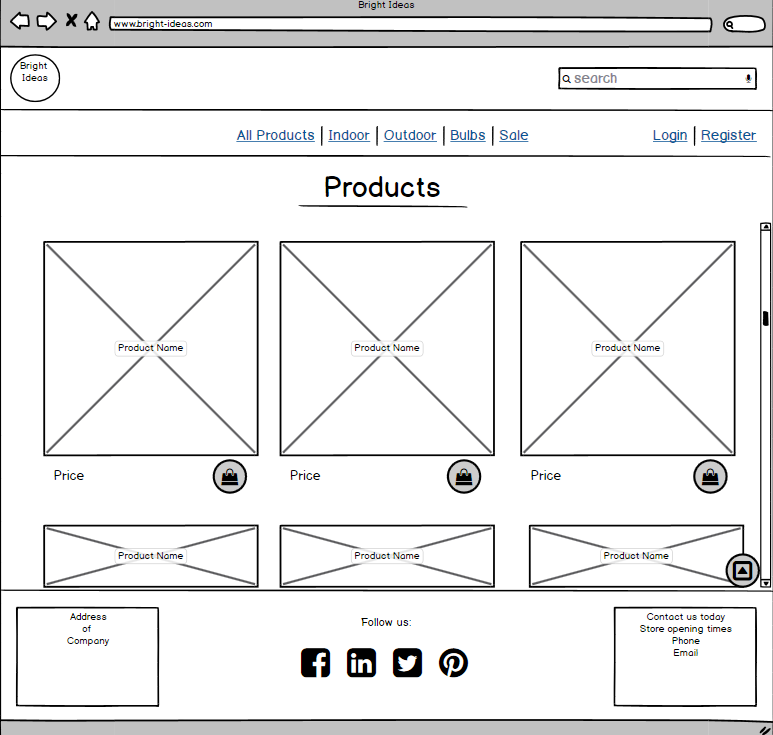 Bright Ideas
www.bright-ideas.com
Bright
Ideas
search
All Products | Indoor | Outdoor | Bulbs | Sale
Login | Register
Products
Product Name
Product Name
Product Name
Price
Price
Price
Product Name
Product Name
Product Name
Address
of
Company
Follow us:
Contact us today
Store opening times
Phone
Email